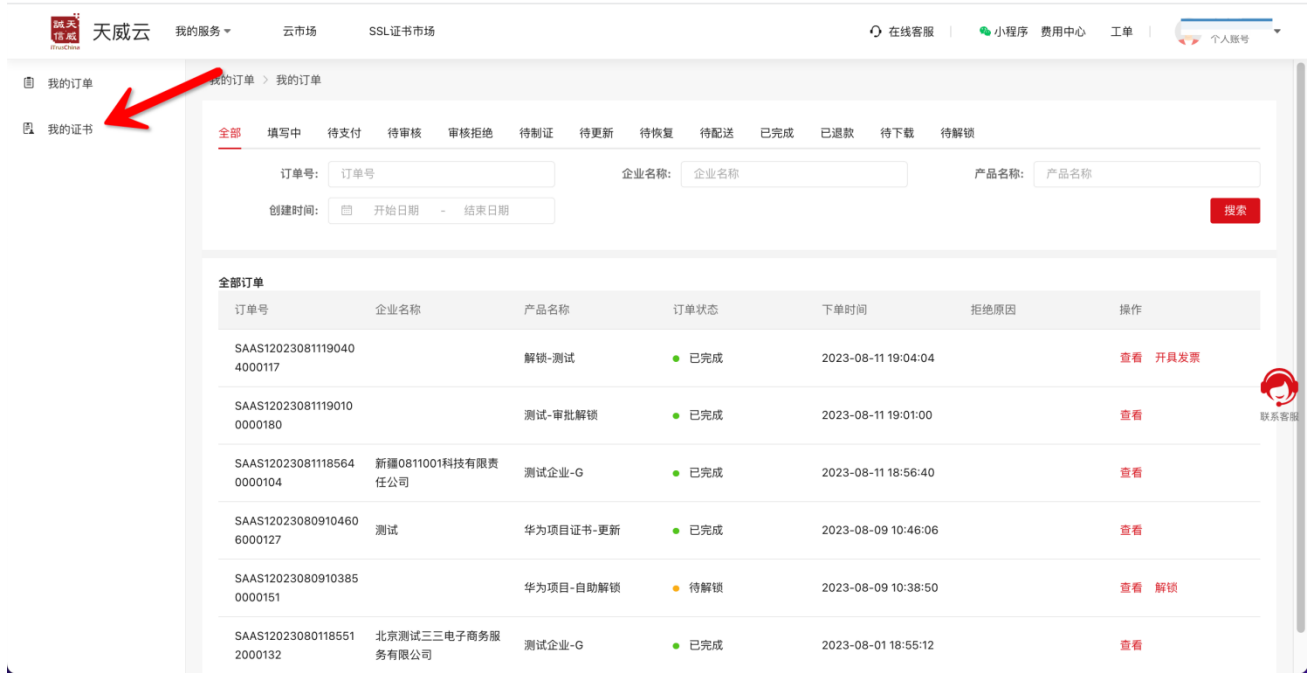 誠天
信威
iTrusChina
天威云
我的服务
云市场
SSL证书市场
在线客服
小程序
费用中心
工单
个人账号
我的订单
我的证书
我的订单 > 我的订单
全部
填写中
待支付
待审核
审核拒绝
待制证
待更新
待恢复
待配送
已完成
已退款
待下载
待解锁
订单号:
订单号
企业名称:
企业名称
产品名称:
产品名称
创建时间:
开始日期 - 结束日期
搜索
全部订单
订单号 企业名称 产品名称 订单状态 下单时间 拒绝原因 操作
SAAS12023081119040
4000117
解锁-测试
已完成
2023-08-11 19:04:04
查看 开具发票
SAAS12023081119010
0000180
测试-审批解锁
已完成
2023-08-11 19:01:00
查看
SAAS12023081118564
0000104
新疆0811001科技有限责
任公司
测试企业-G
已完成
2023-08-11 18:56:40
查看
SAAS12023080910460
6000127
测试
华为项目证书-更新
已完成
2023-08-09 10:46:06
查看
SAAS12023080910385
0000151
华为项目-自助解锁
待解锁
2023-08-09 10:38:50
查看 解锁
SAAS12023080118551
2000132
北京测试三三电子商务服
务有限公司
测试企业-G
已完成
2023-08-01 18:55:12
查看
联系客服